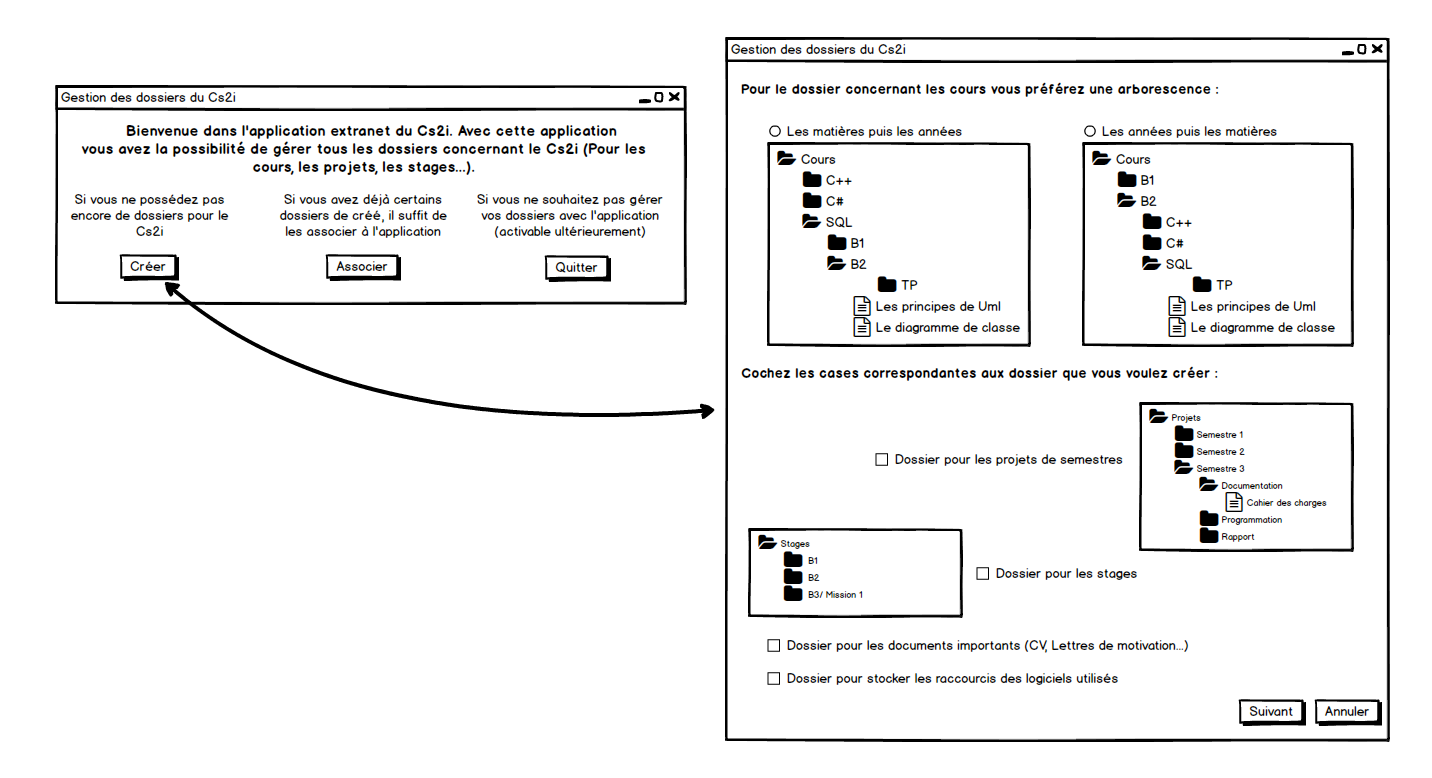 Gestion des dossiers du Cs2i
Bienvenue dans l'application extranet du Cs2i. Avec cette application
vous avez la possibilité de gérer tous les dossiers concernant le Cs2i (Pour les
cours, les projets, les stages...).
Si vous ne possédez pas
encore de dossiers pour le
Cs2i
Créer
Si vous avez déjà certains
dossiers de créé, il suffit de
les associer à l'application
Associer
Si vous ne souhaitez pas gérer
vos dossiers avec l'application
(activable ultérieurement)
Quitter
Gestion des dossiers du Cs2i
Pour le dossier concernant les cours vous préférez une arborescence :
Les matières puis les années
Cours
C++
C#
SQL
B1
B2
TP
Les principes de Uml
Le diagramme de classe
Les années puis les matières
Cours
B1
B2
C++
C#
SQL
TP
Les principes de Uml
Le diagramme de classe
Cochez les cases correspondantes aux dossier que vous voulez créer :
Dossier pour les projets de semestres
Projets
Semestre 1
Semestre 2
Semestre 3
Documentation
Cahier des charges
Programmation
Rapport
Stages
B1
B2
B3/ Mission 1
Dossier pour les stages
Dossier pour les documents importants (CV, Lettres de motivation...)
Dossier pour stocker les raccourcis des logiciels utilisés
Suivant
Annuler